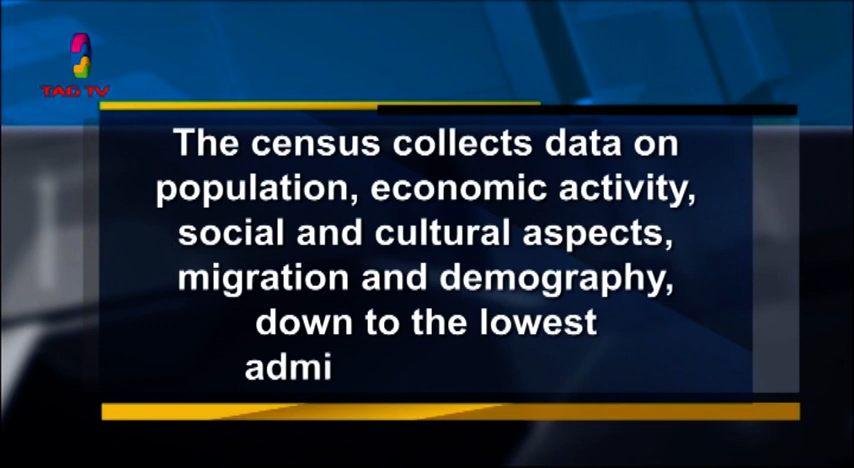 TAG TV
The census collects data on
population, economic activity,
social and cultural aspects,
migration and demography,
down to the lowest
admi